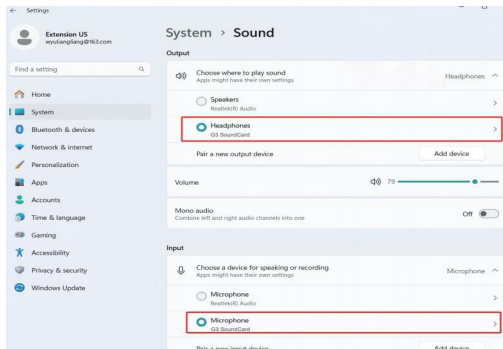 ← Settings
Extension US
wyuliangliang@163.com
Find a setting
Home
System
Bluetooth & devices
Network & internet
Personalization
Apps
Accounts
Time & language
Gaming
Accessibility
Privacy & security
Windows Update
System > Sound
Output
Choose where to play sound
Apps might have their own settings
Headphones
Speakers
Realtek(R) Audio
Headphones
G3 SoundCard
Pair a new output device
Add device
Volume
79
Mono audio
Combine left and right audio channels into one
Off
Input
Choose a device for speaking or recording
Apps might have their own settings
Microphone
Microphone
Realtek(R) Audio
Microphone
G3 SoundCard
Pair a new input device
Add device